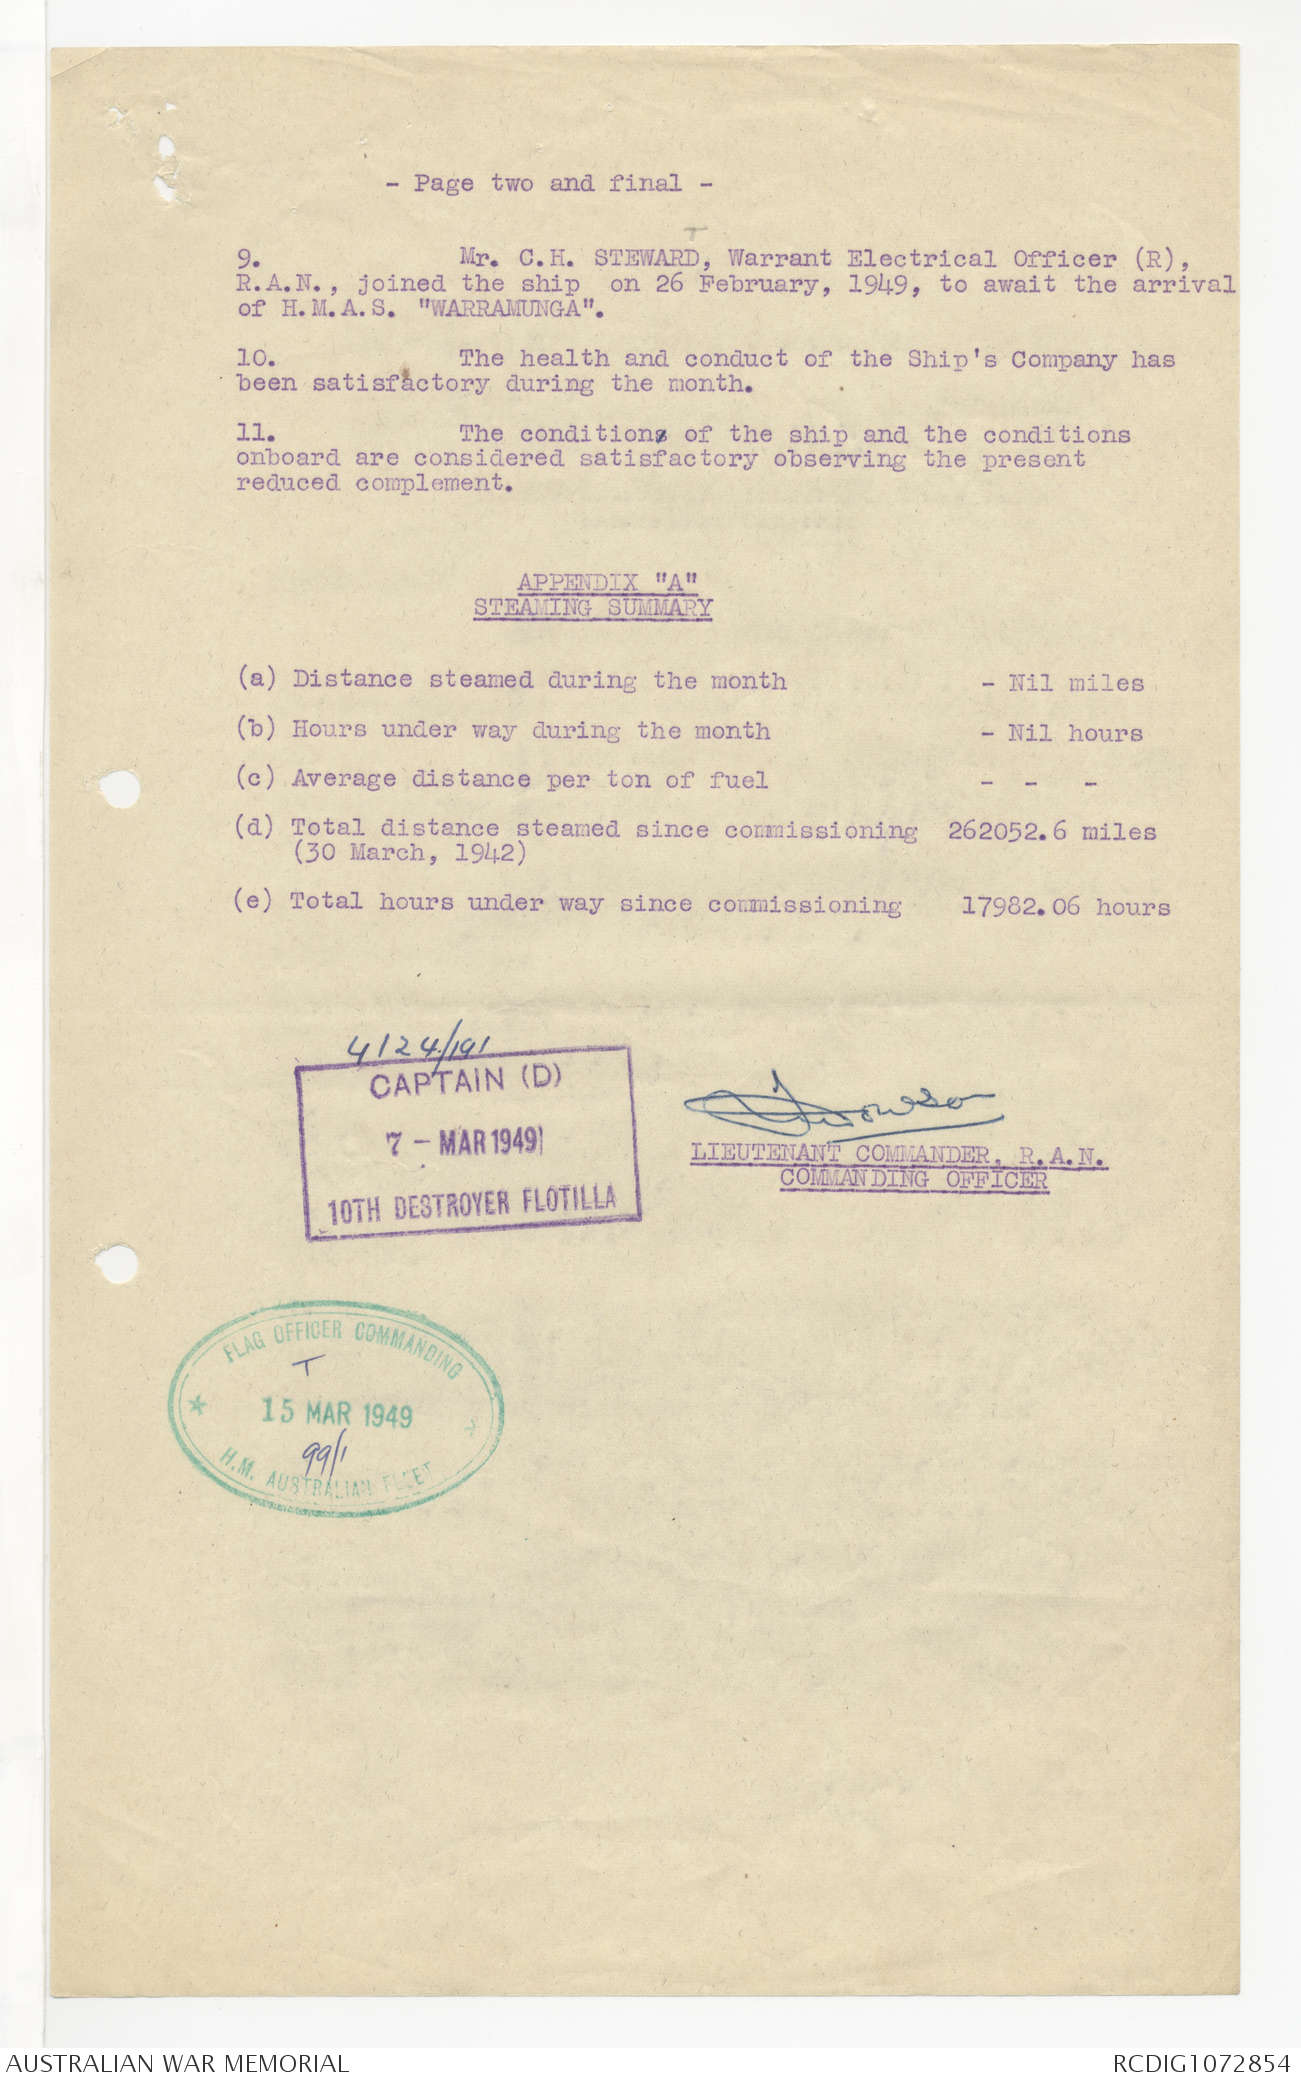 - Page two and final -
9. Mr. C.H. STEWARD, Warrant Electrical Officer (R),
R.A.N., joined the ship on 26 February, 1949, to await the arrival
of H.M.A.S. "WARRAMUNGA".
10. The health and conduct of the Ship's Company has
been satisfactory during the month.
11. The conditions of the ship and the conditions
onboard are considered satisfactory observing the present
reduced complement.
APPENDIX "A"
STEAMING SUMMARY
(a) Distance steamed during the month - Nil miles
(b) Hours under way during the month - Nil hours
(c) Average distance per ton of fuel - - -
(d) Total distance steamed since commissioning 262052.6 miles
(30 March, 1942)
(e) Total hours under way since commissioning 17982.06 hours
4124/191
CAPTAIN (D)
7 - MAR 1949
10TH DESTROYER FLOTILLA
LIEUTENANT COMMANDER, R.A.N.
COMMANDING OFFICER
FLAG OFFICER COMMANDING
T
15 MAR 1949
99/1
H.M. AUSTRALIAN FLEET
AUSTRALIAN WAR MEMORIAL
RCDIG1072854